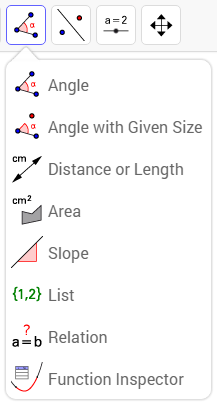 α
a = 2
α
Angle
α
Angle with Given Size
cm
Distance or Length
cm²
Area
Slope
{1,2}
List
?
a=b
Relation
Function Inspector